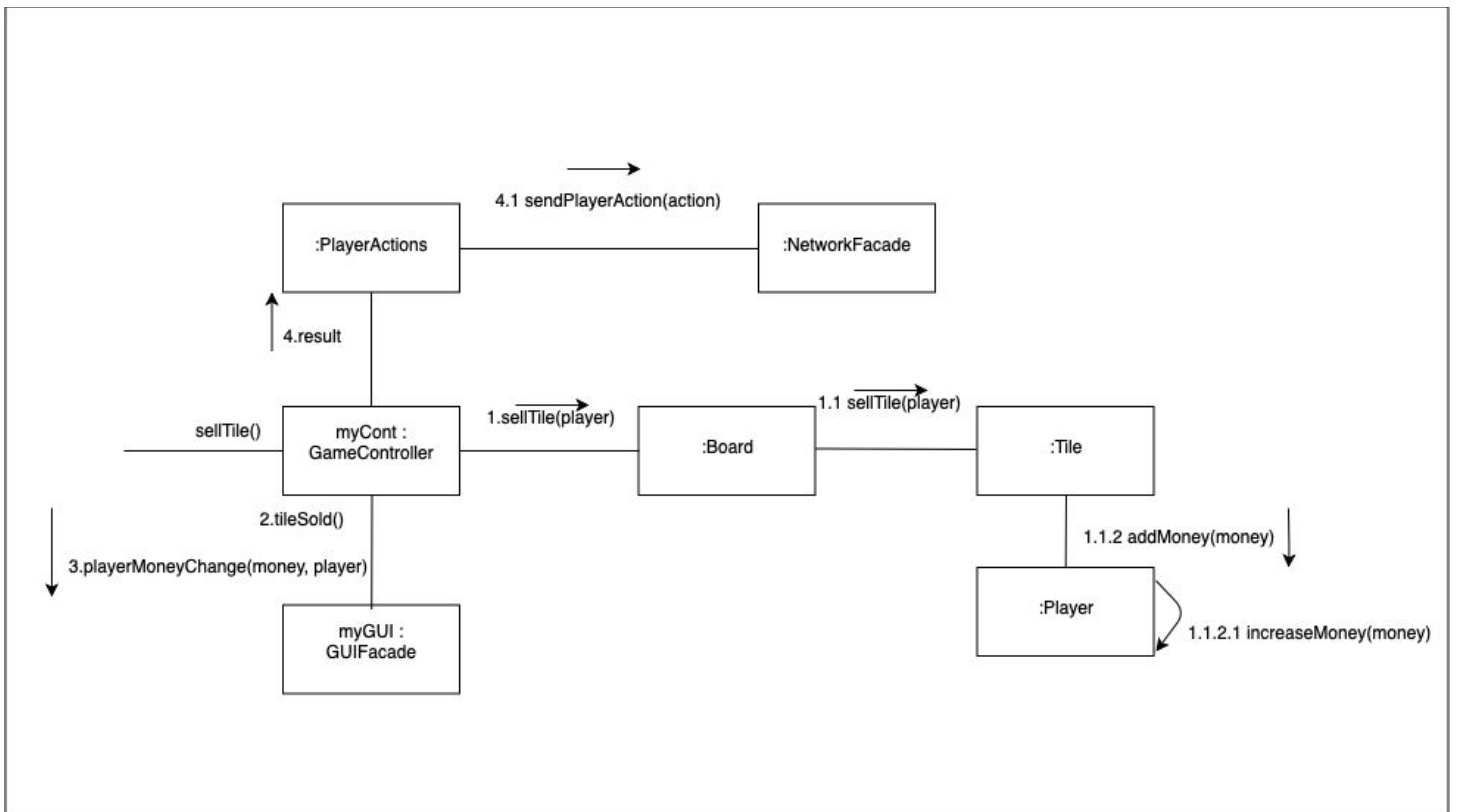 4.1 sendPlayerAction(action)
:PlayerActions
:NetworkFacade
4.result
sellTile()
myCont :
GameController
1.sellTile(player)
:Board
1.1 sellTile(player)
:Tile
2.tileSold()
3.playerMoneyChange(money, player)
1.1.2 addMoney(money)
myGUI :
GUIFacade
:Player
1.1.2.1 increaseMoney(money)